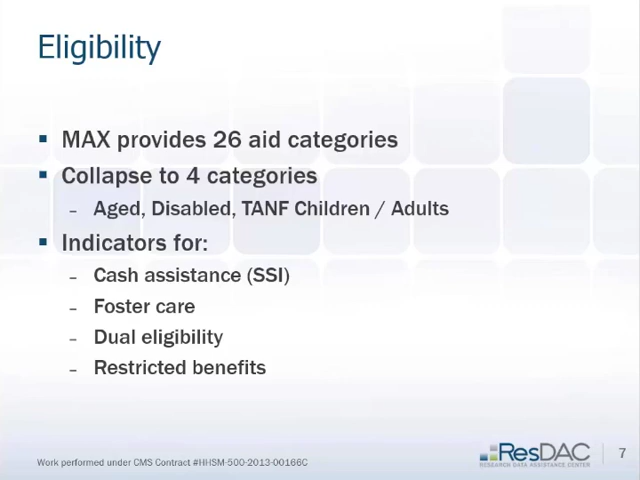 Eligibility
▪ MAX provides 26 aid categories
▪ Collapse to 4 categories
– Aged, Disabled, TANF Children / Adults
▪ Indicators for:
– Cash assistance (SSI)
– Foster care
– Dual eligibility
– Restricted benefits
Work performed under CMS Contract #HHSM-500-2013-00166C
ResDAC
RESEARCH DATA ASSISTANCE CENTER
7